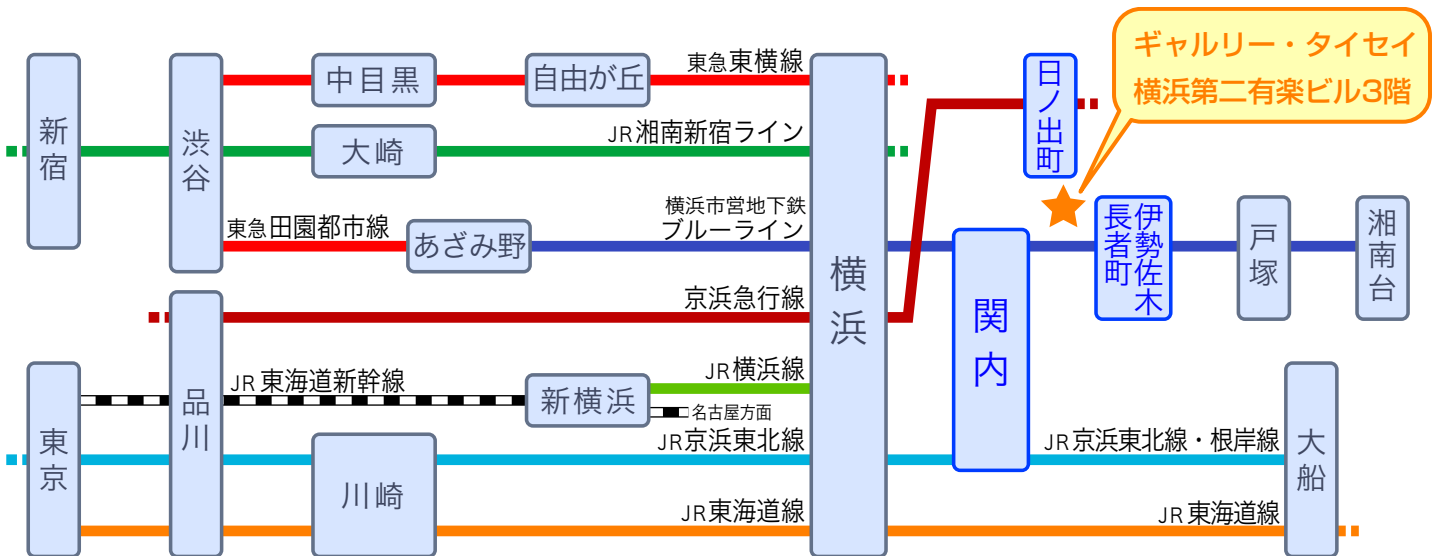 ギャルリー・タイセイ
横浜第二有楽ビル3階
新宿
渋谷
中目黒
自由が丘
東急東横線
日ノ出町
大崎
JR湘南新宿ライン
東急田園都市線
あざみ野
横浜市営地下鉄
ブルーライン
横浜
関内
伊勢佐木
長者町
戸塚
湘南台
品川
京浜急行線
東京
JR東海道新幹線
新横浜
JR横浜線
名古屋方面
川崎
JR京浜東北線
JR京浜東北線・根岸線
大船
JR東海道線
JR東海道線